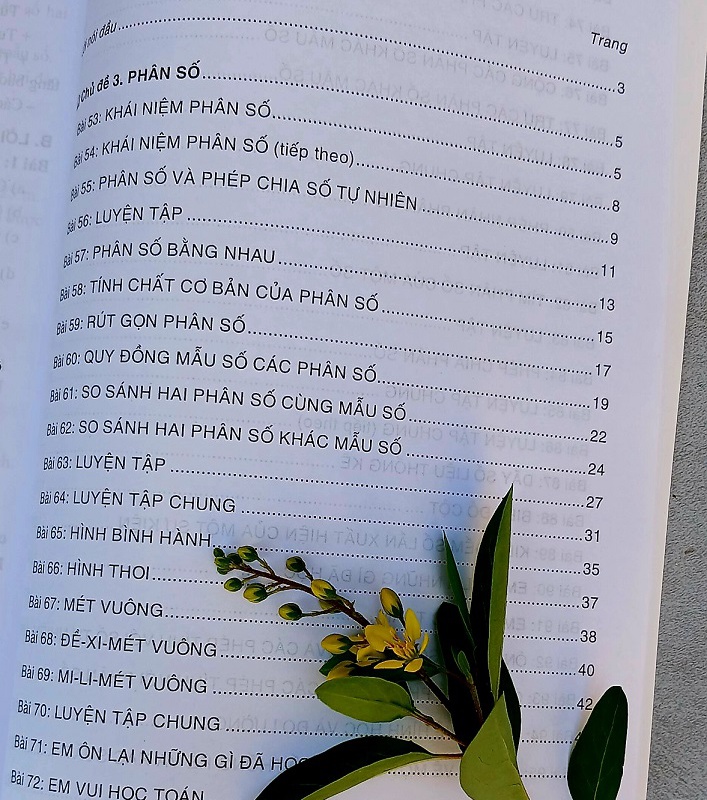 Trang
nói đầu 3
Chủ đề 3. PHÂN SỐ 5
Bài 53: KHÁI NIỆM PHÂN SỐ 5
Bài 54: KHÁI NIỆM PHÂN SỐ (tiếp theo) 8
Bài 55: PHÂN SỐ VÀ PHÉP CHIA SỐ TỰ NHIÊN 9
Bài 56: LUYỆN TẬP 11
Bài 57: PHÂN SỐ BẰNG NHAU 13
Bài 58: TÍNH CHẤT CƠ BẢN CỦA PHÂN SỐ 15
Bài 59: RÚT GỌN PHÂN SỐ 17
Bài 60: QUY ĐỒNG MẪU SỐ CÁC PHÂN SỐ 19
Bài 61: SO SÁNH HAI PHÂN SỐ CÙNG MẪU SỐ 22
Bài 62: SO SÁNH HAI PHÂN SỐ KHÁC MẪU SỐ 24
Bài 63: LUYỆN TẬP 27
Bài 64: LUYỆN TẬP CHUNG 31
Bài 65: HÌNH BÌNH HÀNH 35
Bài 66: HÌNH THOI 37
Bài 67: MÉT VUÔNG 38
Bài 68: ĐỀ-XI-MÉT VUÔNG 40
Bài 69: MI-LI-MÉT VUÔNG 42
Bài 70: LUYỆN TẬP CHUNG
Bài 71: EM ÔN LẠI NHỮNG GÌ ĐÃ HỌC
Bài 72: EM VUI HỌC TOÁN